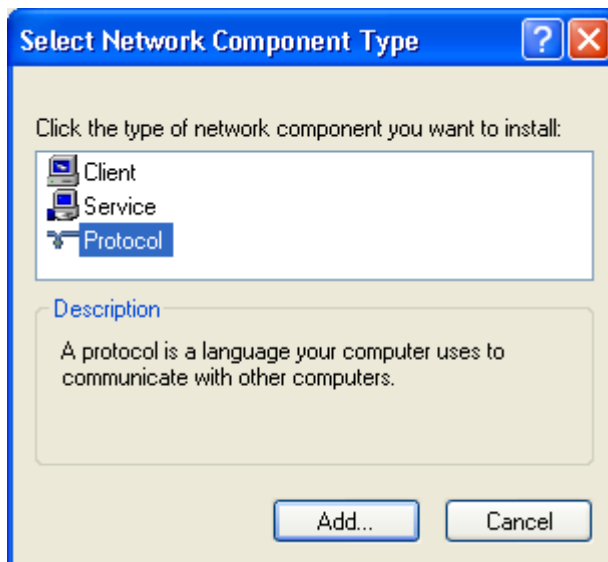 Select Network Component Type
Click the type of network component you want to install:
Client
Service
Protocol
Description
A protocol is a language your computer uses to
communicate with other computers.
Add...
Cancel